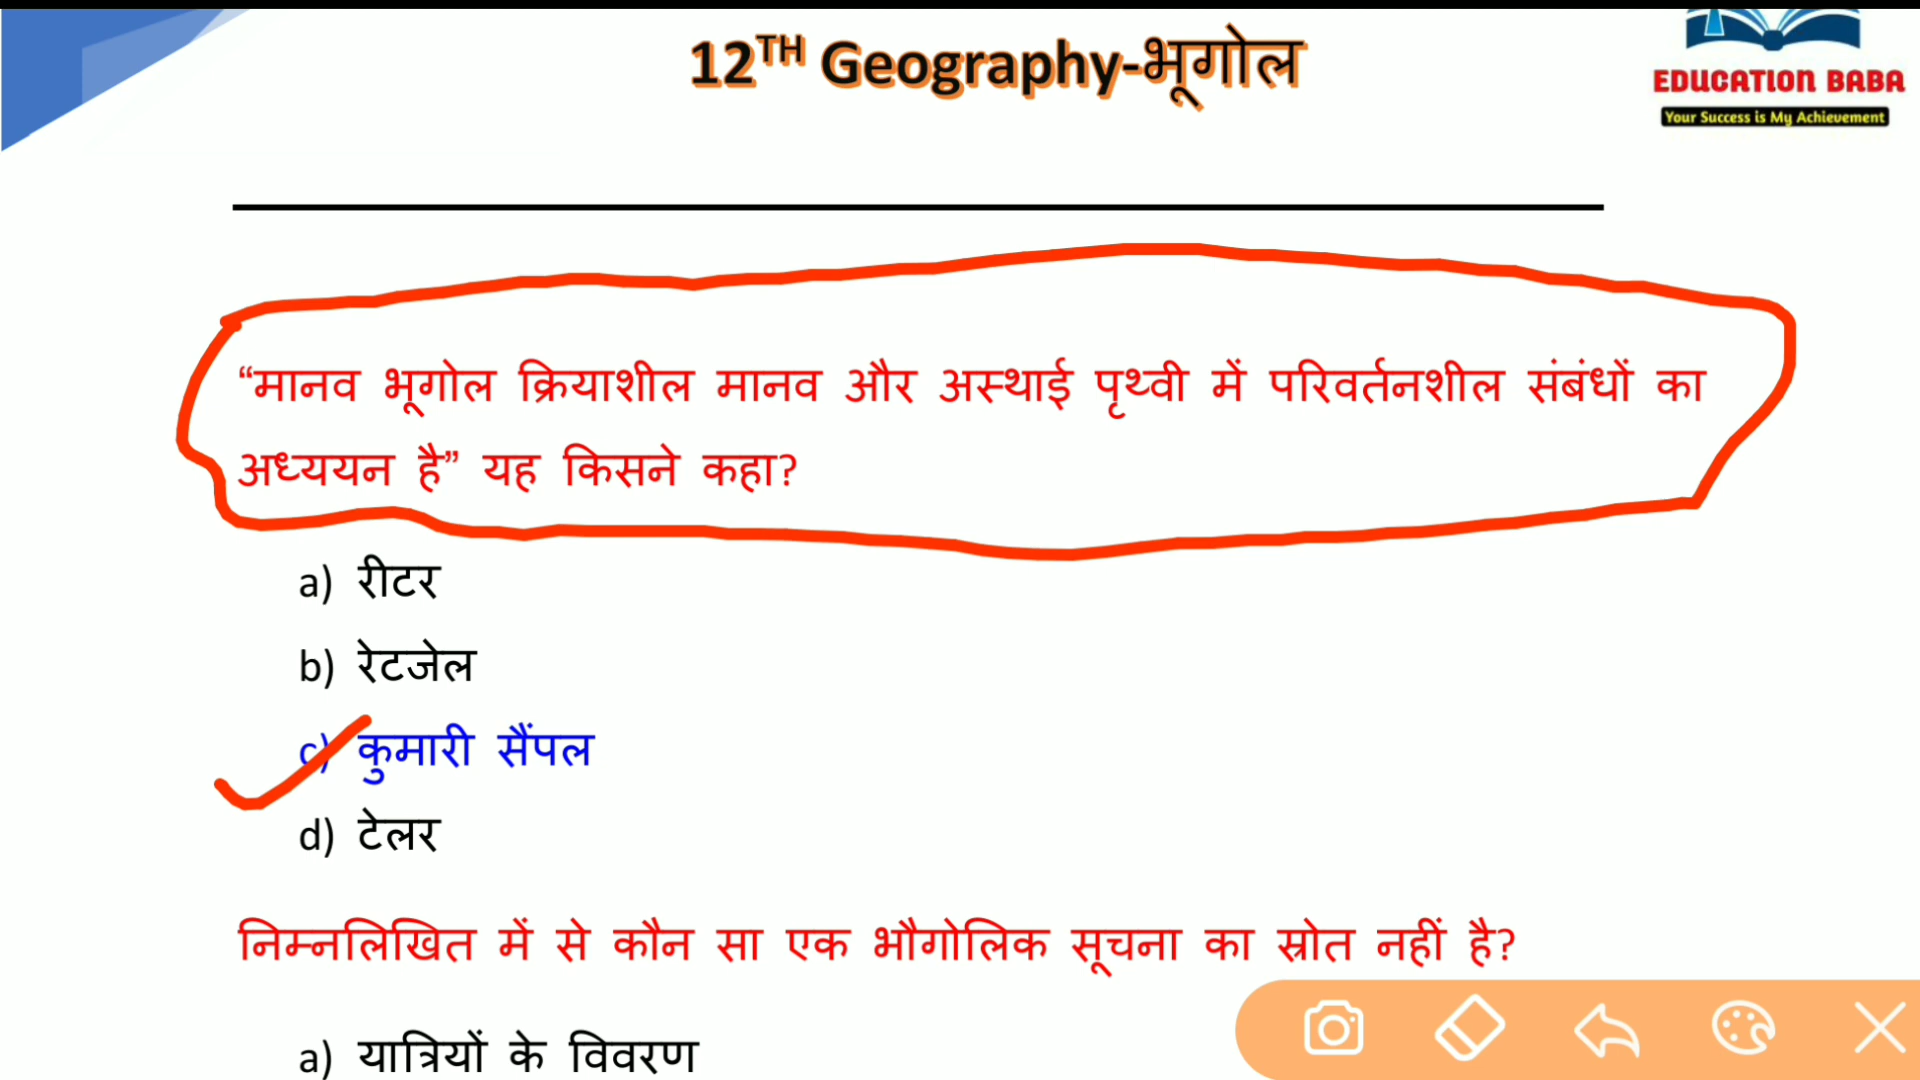 12TH Geography-भूगोल
EDUCATION BABA
Your Success is My Achievement
“मानव भूगोल क्रियाशील मानव और अस्थाई पृथ्वी में परिवर्तनशील संबंधों का
अध्ययन है” यह किसने कहा?
a) रीटर
b) रेटजेल
c) कुमारी सैंपल
d) टेलर
निम्नलिखित में से कौन सा एक भौगोलिक सूचना का स्रोत नहीं है?
a) यात्रियों के विवरण